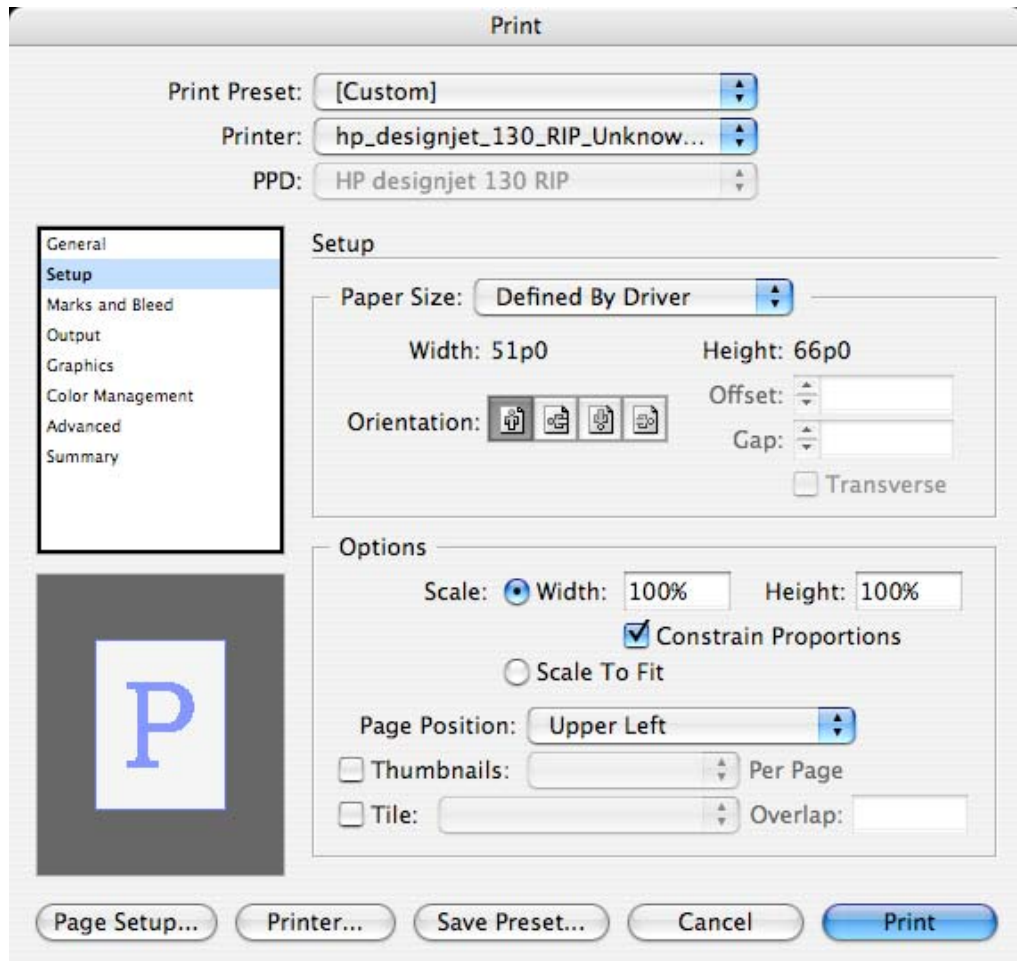 Print
Print Preset: [Custom]
Printer: hp_designjet_130_RIP_Unknow...
PPD: HP designjet 130 RIP
General
Setup
Marks and Bleed
Output
Graphics
Color Management
Advanced
Summary
P
Setup
Paper Size: Defined By Driver
Width: 51p0 Height: 66p0
Orientation: Offset:
Gap:
Transverse
Options
Scale: Width: 100% Height: 100%
Constrain Proportions
Scale To Fit
Page Position: Upper Left
Thumbnails: Per Page
Tile: Overlap:
Page Setup... Printer... Save Preset... Cancel Print